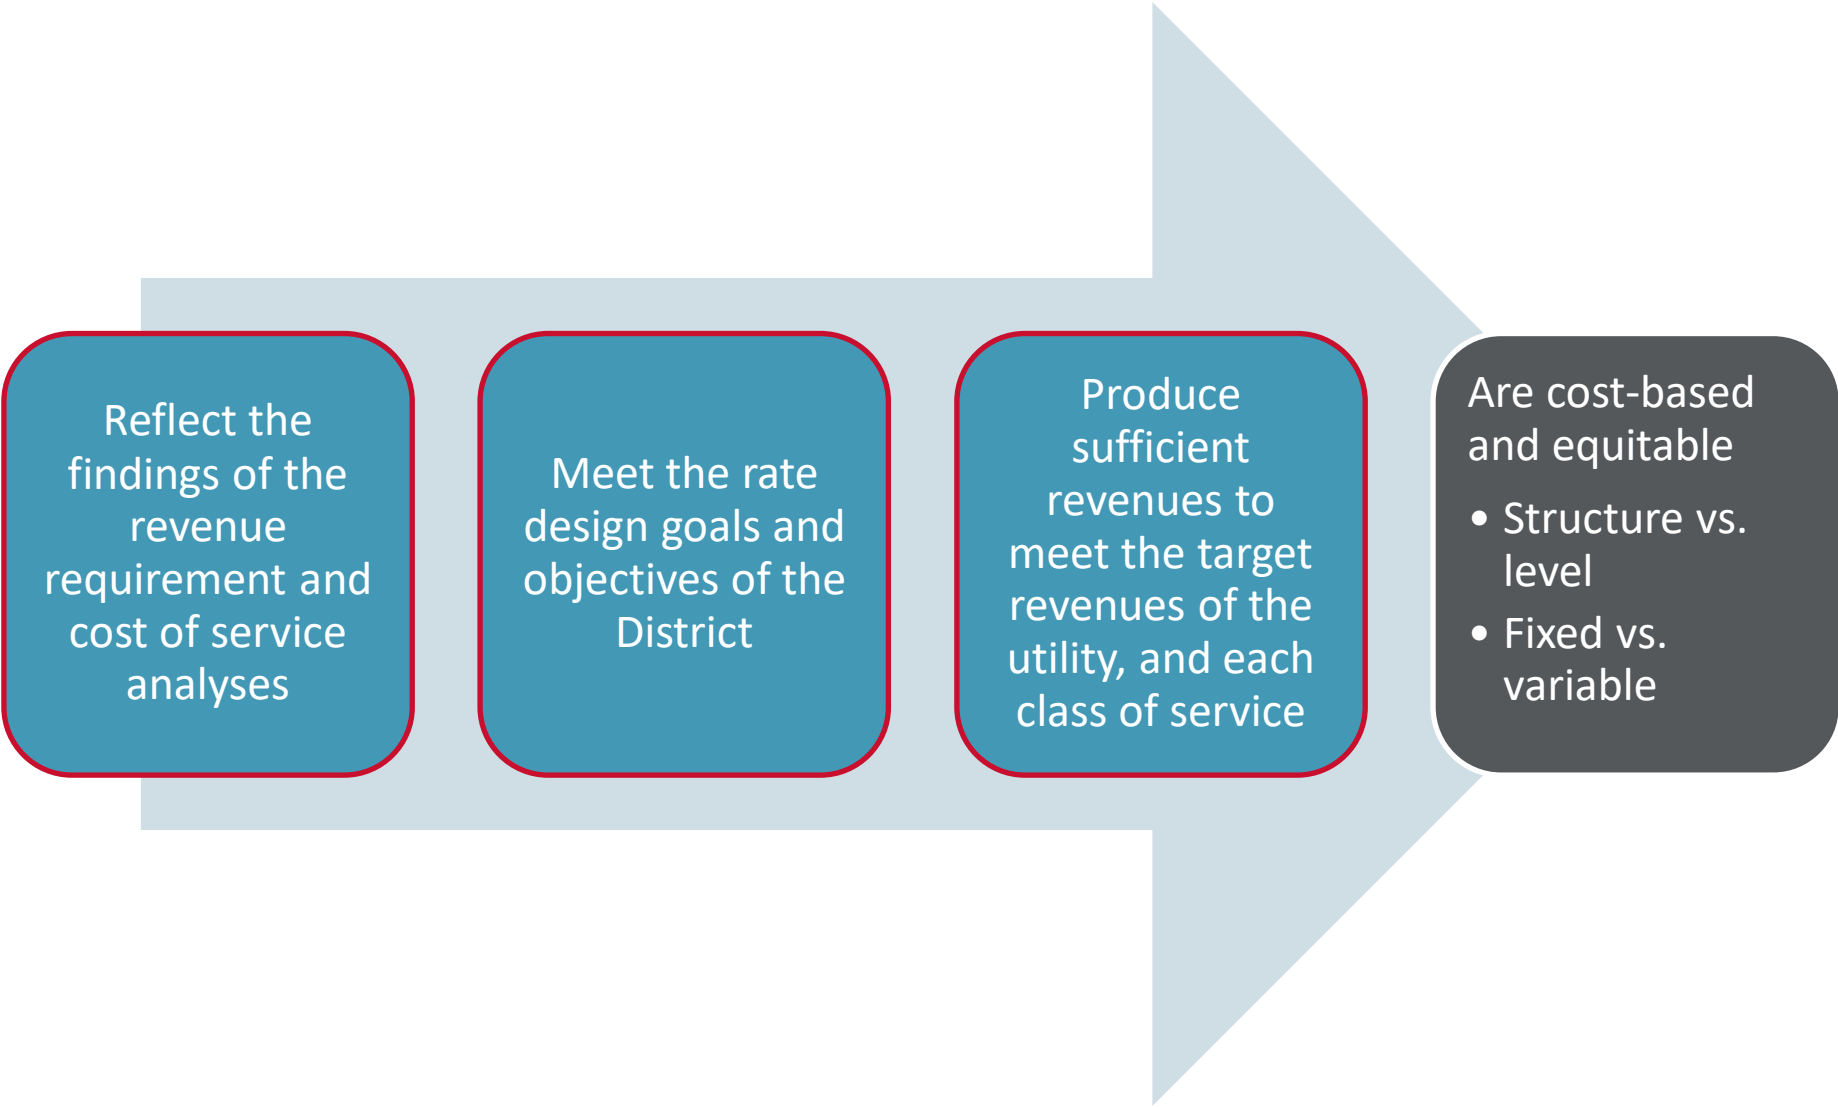 Reflect the
findings of the
revenue
requirement and
cost of service
analyses
Meet the rate
design goals and
objectives of the
District
Produce
sufficient
revenues to
meet the target
revenues of the
utility, and each
class of service
Are cost-based
and equitable
• Structure vs.
level
• Fixed vs.
variable